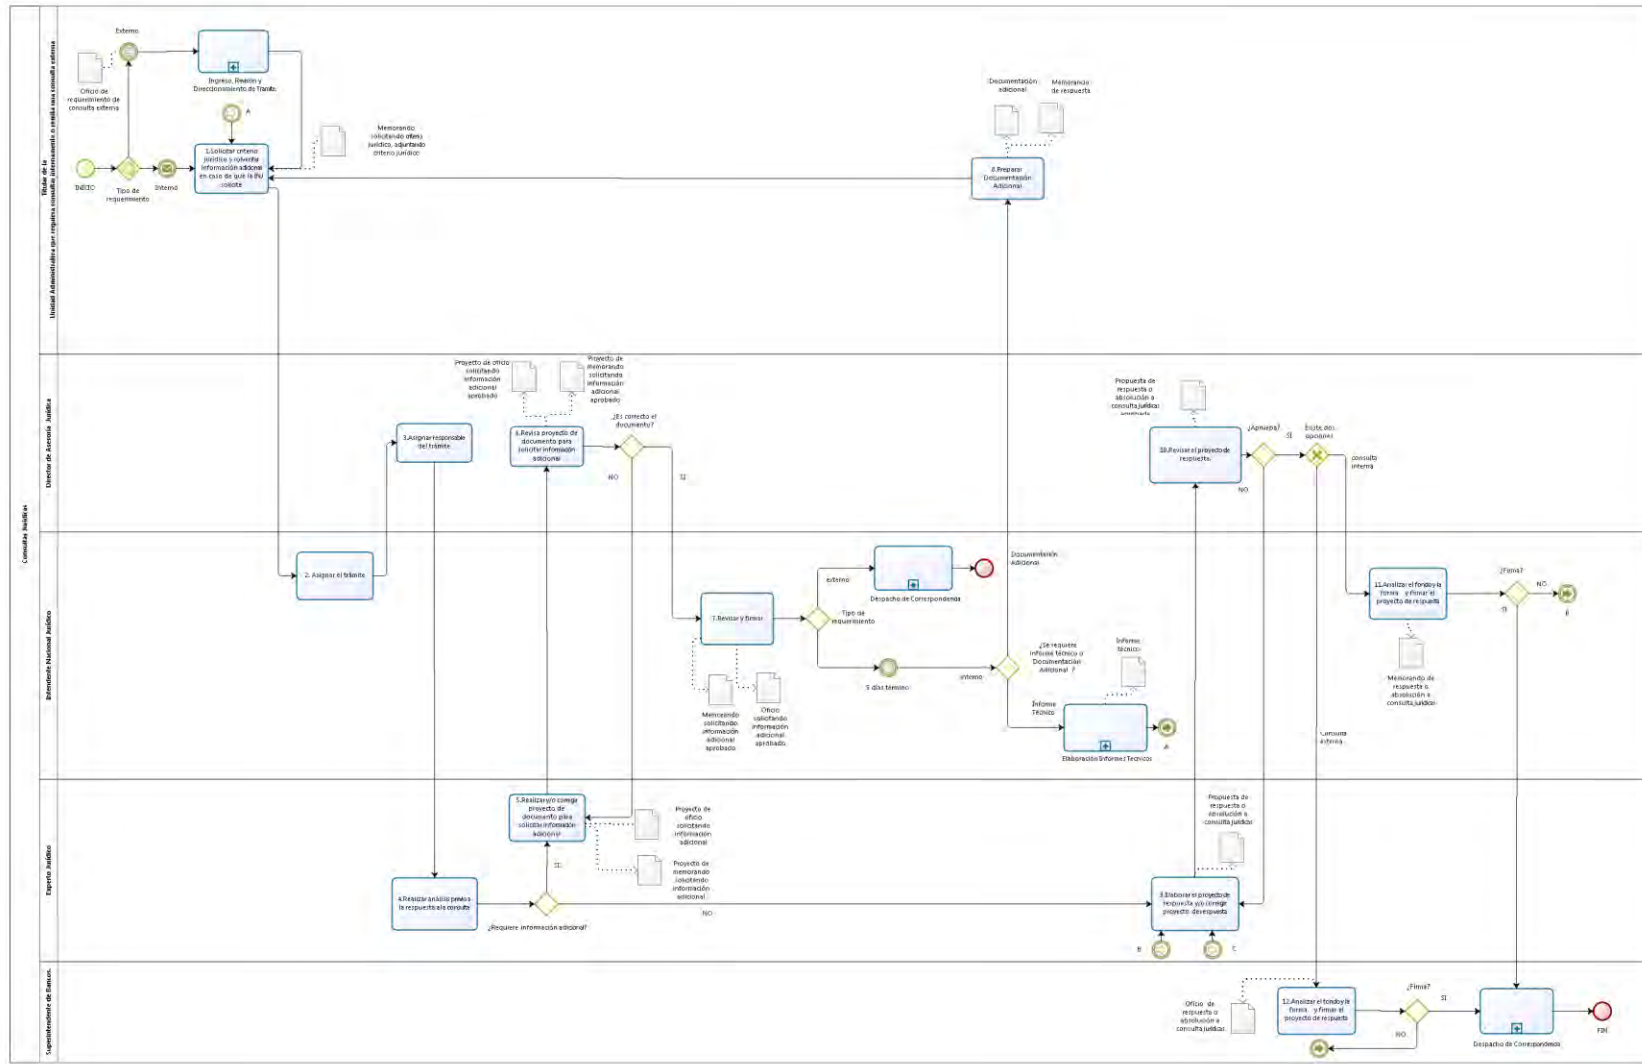 Consultas Jurídicas
Titular de la
Unidad Administrativa que requiera consultar internamente o remita una consulta externa
Externo
Oficio de
requerimiento de
consulta externa
Ingreso, Revisión y
Direccionamiento de Trámite
A
Memorando
solicitando criterio
jurídico, adjuntando
criterio jurídico
1.Solicitar criterio
jurídico y solventar
información adicional
en caso de que la
solicite
INICIO
Tipo de
requerimiento
Interno
Documentación
adicional
Memorando
de respuesta
8.Preparar
Documentación
Adicional
Director de Asesoría Jurídica
Proyecto de oficio
solicitando
información
adicional
aprobado
Proyecto de
memorando
solicitando
información
adicional
aprobado
3.Asignar responsable
del trámite
6.Revisa proyecto de
documento para
solicitar información
adicional
¿Es correcto el
documento?
NO
SI
Propuesta de
respuesta o
absolución a
consulta jurídicas
aprobada
10.Revisar el proyecto de
respuesta.
¿Aprueba?
SI
NO
Existe dos
opciones
consulta
interna
Intendente Nacional Jurídico
2. Asignar el trámite
7.Revisar y firmar
Memorando
solicitando
información
adicional
aprobado
Oficio
solicitando
información
adicional
aprobado
externo
Tipo de
requerimiento
Despacho de Correspondencia
5 días término
interno
Documentación
Adicional
¿Se requiere
informe técnico o
Documentación
Adicional ?
Informe
Técnico
Informe
técnico
Elaboración Informes Técnicos
A
11.Analizar el fondo y la
forma y firmar el
proyecto de respuesta
¿Firma?
NO
SI
B
Memorando de
respuesta o
absolución a
consulta jurídicas
Consulta
Experto Jurídico
5.Realizar y/o corregir
proyecto de
documento para
solicitar información
adicional
Proyecto de
oficio
solicitando
información
adicional
Proyecto de
memorando
solicitando
información
adicional
SI
4.Realizar análisis previo a
la respuesta a la consulta
¿Requiere información adicional?
NO
Propuesta de
respuesta o
absolución a
consulta jurídicas
9.Elaborar el proyecto de
respuesta y/o corregir
proyecto de respuesta
B
C
Superintendente de Bancos.
Oficio de
respuesta o
absolución a
consulta jurídicas
12.Analizar el fondo y la
forma y firmar el
proyecto de respuesta
¿Firma?
SI
NO
Despacho de Correspondencia
FIN